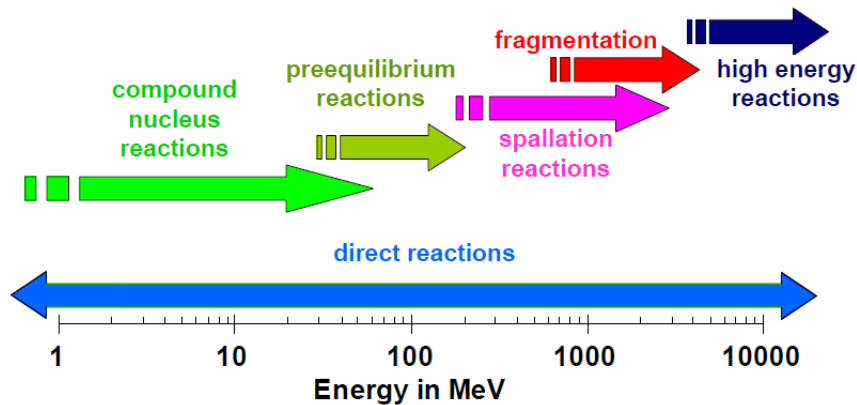 fragmentation
high energy
reactions
preequilibrium
reactions
compound
nucleus
reactions
spallation
reactions
direct reactions
1 10 100 1000 10000
Energy in MeV